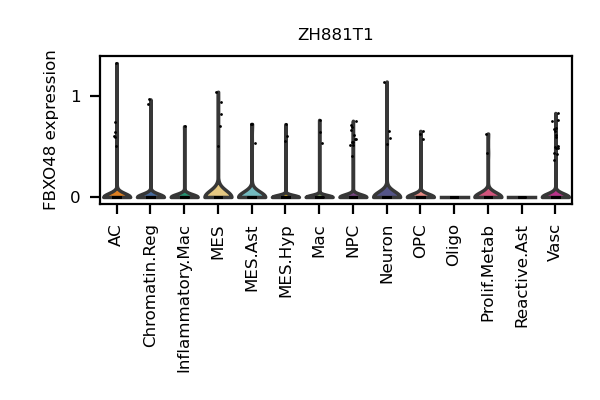 ZH881T1
FBXO48 expression
1
0
AC
Chromatin.Reg
Inflammatory.Mac
MES
MES.Ast
MES.Hyp
Mac
NPC
Neuron
OPC
Oligo
Prolif.Metab
Reactive.Ast
Vasc